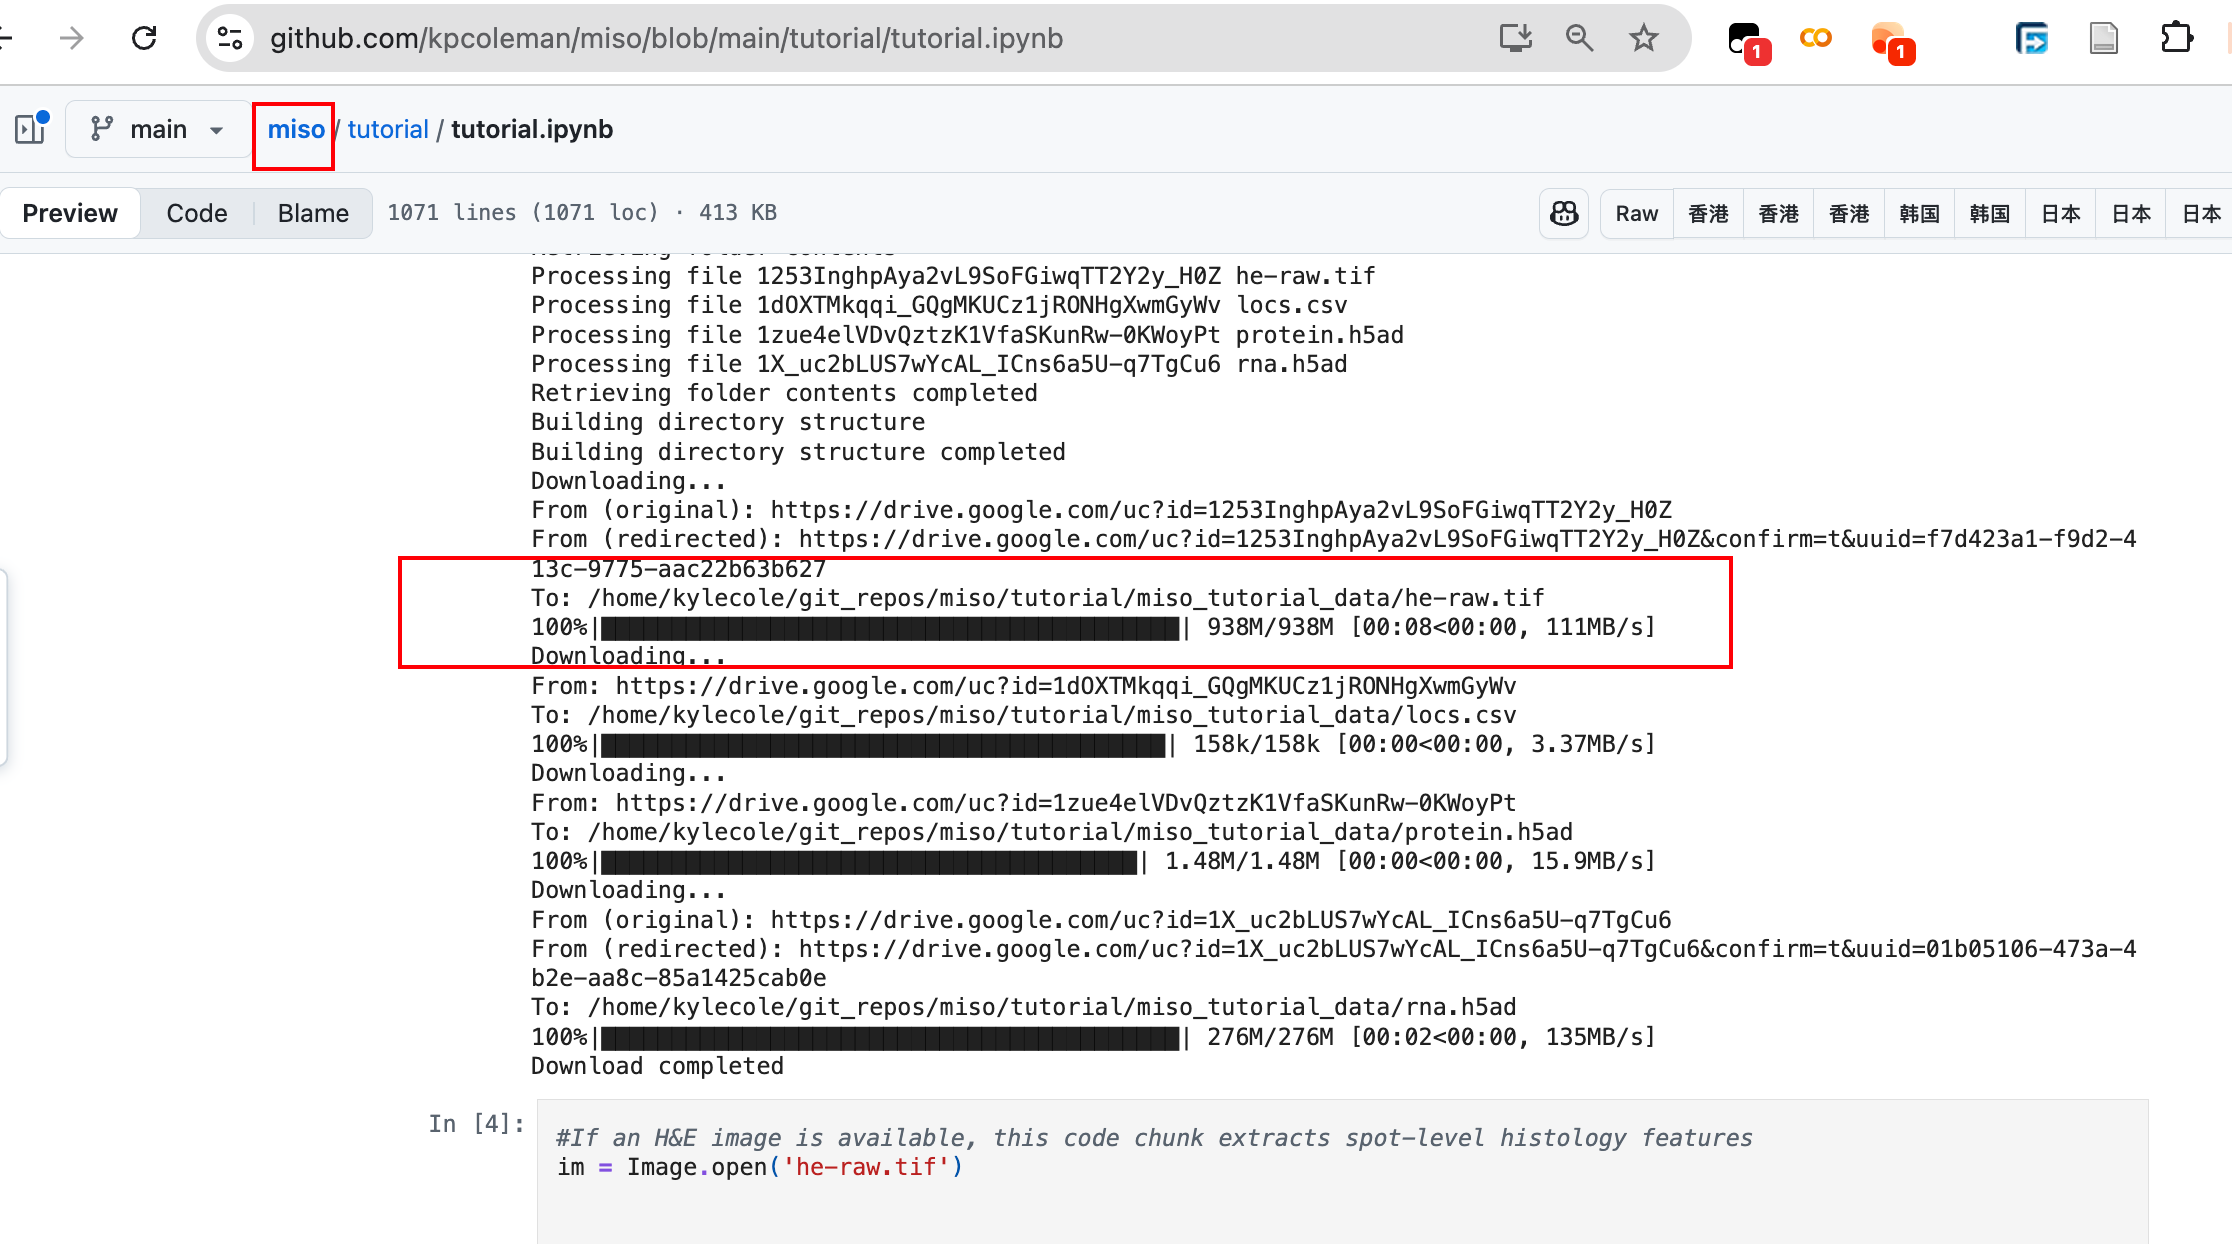 github.com/kpcoleman/miso/blob/main/tutorial/tutorial.ipynb
1
1
main
miso / tutorial / tutorial.ipynb
Preview
Code
Blame
1071 lines (1071 loc) · 413 KB
Raw
香港
香港
香港
韩国
韩国
日本
日本
日本
Retrieving folder contents
Processing file 1253InghpAya2vL9SoFGiwqTT2Y2y_H0Z he-raw.tif
Processing file 1dOXTMkqqi_GQgMKUCz1jRONHgXwmGyWv locs.csv
Processing file 1zue4elVDvQztzK1VfaSKunRw-0KWoyPt protein.h5ad
Processing file 1X_uc2bLUS7wYcAL_ICns6a5U-q7TgCu6 rna.h5ad
Retrieving folder contents completed
Building directory structure
Building directory structure completed
Downloading...
From (original): https://drive.google.com/uc?id=1253InghpAya2vL9SoFGiwqTT2Y2y_H0Z
From (redirected): https://drive.google.com/uc?id=1253InghpAya2vL9SoFGiwqTT2Y2y_H0Z&confirm=t&uuid=f7d423a1-f9d2-4
13c-9775-aac22b63b627
To: /home/kylecole/git_repos/miso/tutorial/miso_tutorial_data/he-raw.tif
100%|████████████████████████████████████████| 938M/938M [00:08<00:00, 111MB/s]
Downloading...
From: https://drive.google.com/uc?id=1dOXTMkqqi_GQgMKUCz1jRONHgXwmGyWv
To: /home/kylecole/git_repos/miso/tutorial/miso_tutorial_data/locs.csv
100%|████████████████████████████████████████| 158k/158k [00:00<00:00, 3.37MB/s]
Downloading...
From: https://drive.google.com/uc?id=1zue4elVDvQztzK1VfaSKunRw-0KWoyPt
To: /home/kylecole/git_repos/miso/tutorial/miso_tutorial_data/protein.h5ad
100%|██████████████████████████████████████| 1.48M/1.48M [00:00<00:00, 15.9MB/s]
Downloading...
From (original): https://drive.google.com/uc?id=1X_uc2bLUS7wYcAL_ICns6a5U-q7TgCu6
From (redirected): https://drive.google.com/uc?id=1X_uc2bLUS7wYcAL_ICns6a5U-q7TgCu6&confirm=t&uuid=01b05106-473a-4
b2e-aa8c-85a1425cab0e
To: /home/kylecole/git_repos/miso/tutorial/miso_tutorial_data/rna.h5ad
100%|█████████████████████████████████████████| 276M/276M [00:02<00:00, 135MB/s]
Download completed
In [4]:
#If an H&E image is available, this code chunk extracts spot-level histology features
im = Image.open('he-raw.tif')